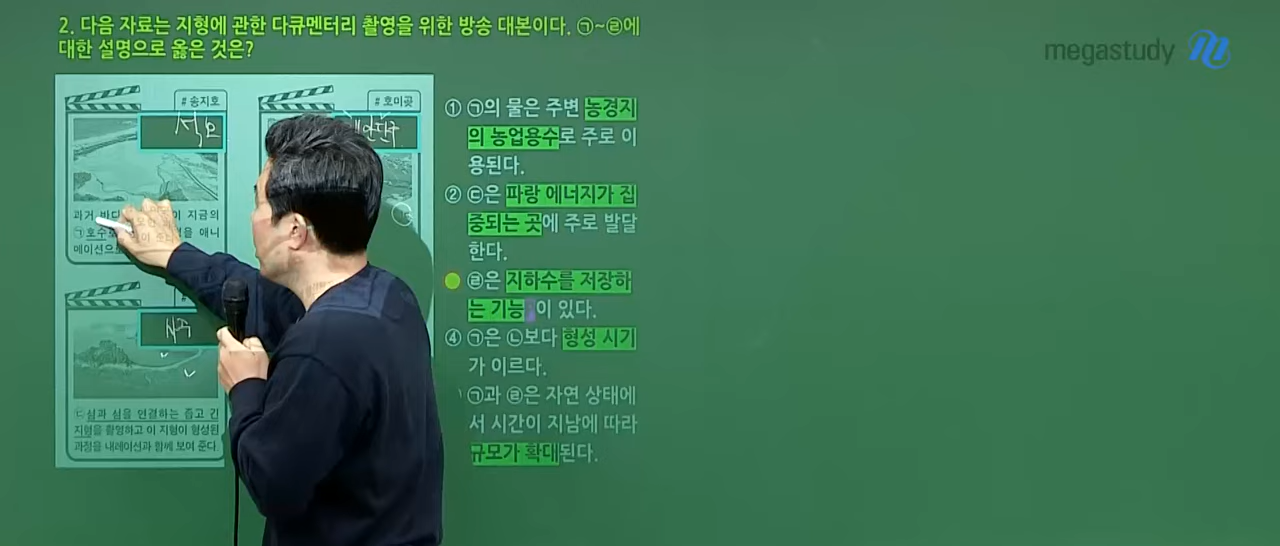 2. 다음 자료는 지형에 관한 다큐멘터리 촬영을 위한 방송 대본이다. ㉠~㉣에
대한 설명으로 옳은 것은?
megastudy
# 송지호
# 호미곶
석호
과거 바다
이 지금의
㉠호수로
을 애니
메이션으로
사주
㉢섬과 섬을 연결하는 좁고 긴
지형을 촬영하고 이 지형이 형성된
과정을 내레이션과 함께 보여 준다.
① ㉠의 물은 주변 농경지
의 농업용수로 주로 이
용된다.
② ㉢은 파랑 에너지가 집
중되는 곳에 주로 발달
한다.
㉣은 지하수를 저장하
는 기능이 있다.
④ ㉠은 ㉡보다 형성 시기
가 이르다.
㉠과 ㉣은 자연 상태에
서 시간이 지남에 따라
규모가 확대된다.